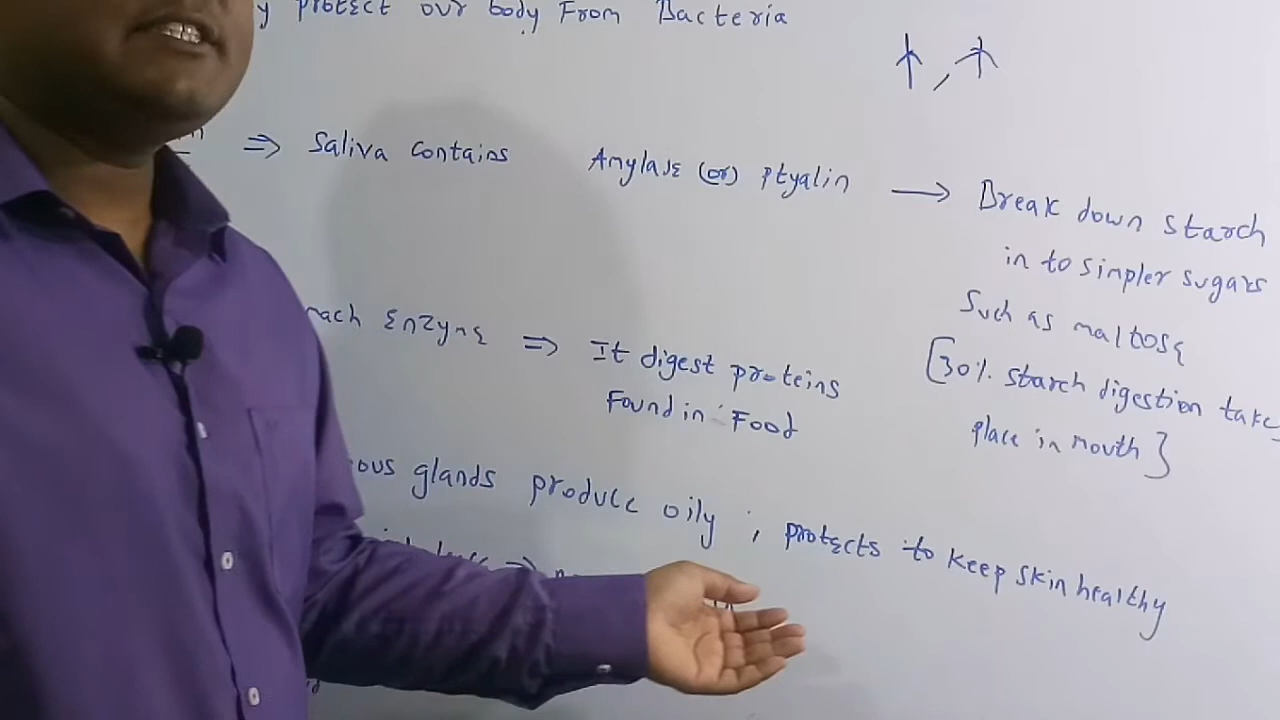 protect our body From Bacteria
⇒ Saliva contains Amylase (or) ptyalin → Break down starch
in to simpler sugars
Such as maltose
[30% starch digestion take
place in mouth }
Enzyme ⇒ It digest proteins
Found in Food
glands produce oily ; protects to keep skin healthy